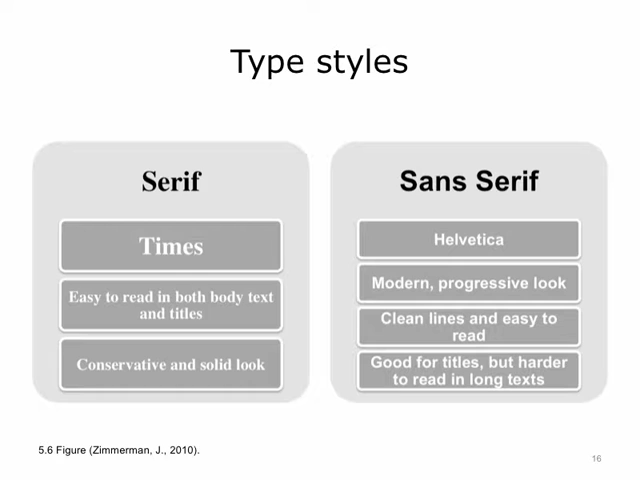 Type styles
Serif
Times
Easy to read in both body text
and titles
Conservative and solid look
Sans Serif
Helvetica
Modern, progressive look
Clean lines and easy to
read
Good for titles, but harder
to read in long texts
5.6 Figure (Zimmerman, J., 2010).
16